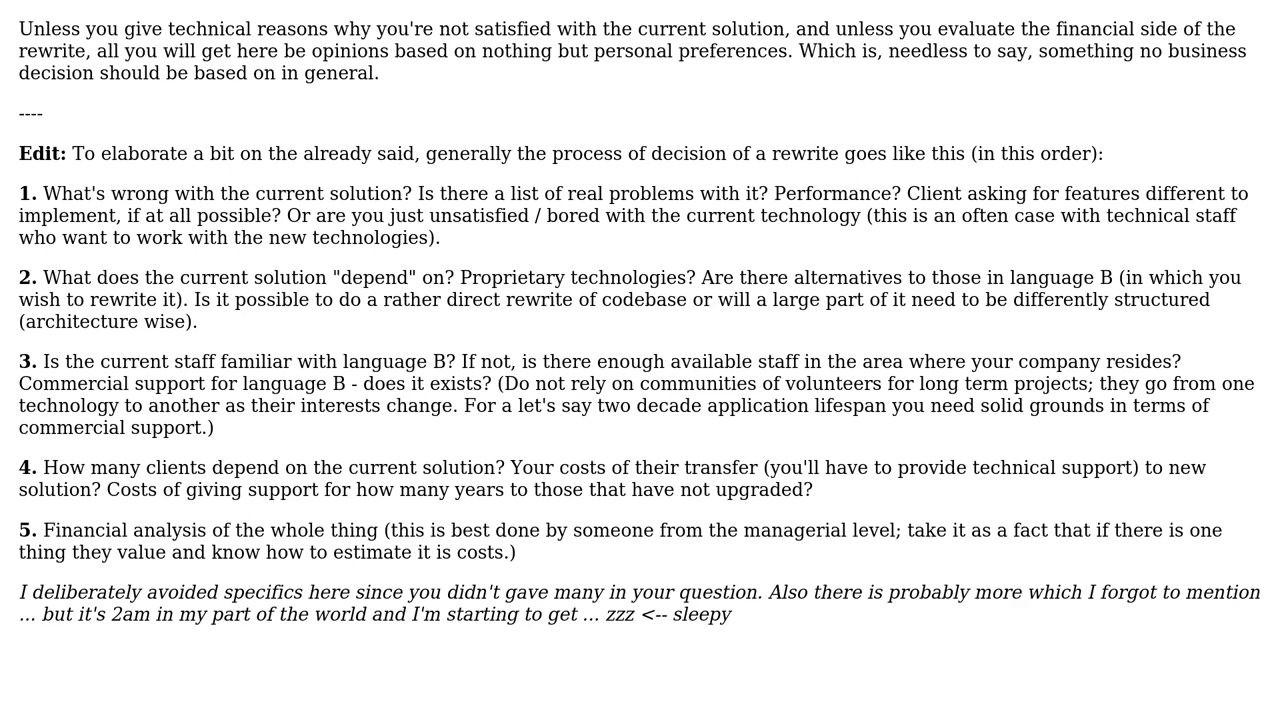 Unless you give technical reasons why you're not satisfied with the current solution, and unless you evaluate the financial side of the
rewrite, all you will get here be opinions based on nothing but personal preferences. Which is, needless to say, something no business
decision should be based on in general.
----
Edit: To elaborate a bit on the already said, generally the process of decision of a rewrite goes like this (in this order):
1. What's wrong with the current solution? Is there a list of real problems with it? Performance? Client asking for features different to
implement, if at all possible? Or are you just unsatisfied / bored with the current technology (this is an often case with technical staff
who want to work with the new technologies).
2. What does the current solution "depend" on? Proprietary technologies? Are there alternatives to those in language B (in which you
wish to rewrite it). Is it possible to do a rather direct rewrite of codebase or will a large part of it need to be differently structured
(architecture wise).
3. Is the current staff familiar with language B? If not, is there enough available staff in the area where your company resides?
Commercial support for language B - does it exists? (Do not rely on communities of volunteers for long term projects; they go from one
technology to another as their interests change. For a let's say two decade application lifespan you need solid grounds in terms of
commercial support.)
4. How many clients depend on the current solution? Your costs of their transfer (you'll have to provide technical support) to new
solution? Costs of giving support for how many years to those that have not upgraded?
5. Financial analysis of the whole thing (this is best done by someone from the managerial level; take it as a fact that if there is one
thing they value and know how to estimate it is costs.)
I deliberately avoided specifics here since you didn't gave many in your question. Also there is probably more which I forgot to mention
... but it's 2am in my part of the world and I'm starting to get ... zzz <-- sleepy